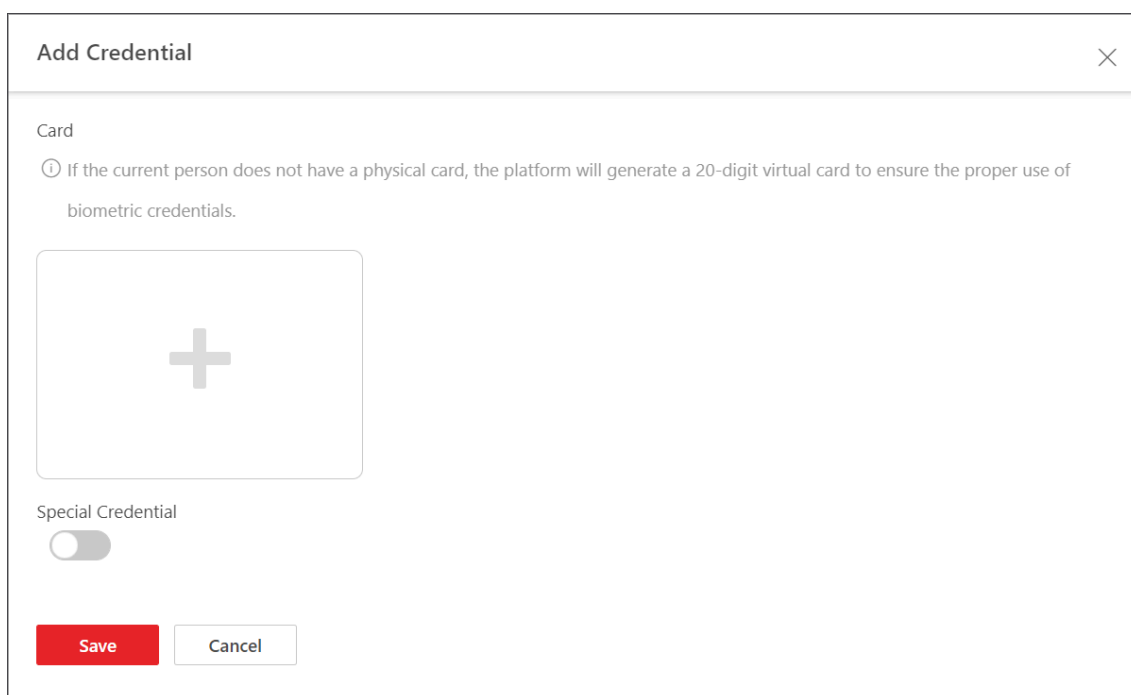 Add Credential
Card
If the current person does not have a physical card, the platform will generate a 20-digit virtual card to ensure the proper use of
biometric credentials.
Special Credential
Save
Cancel